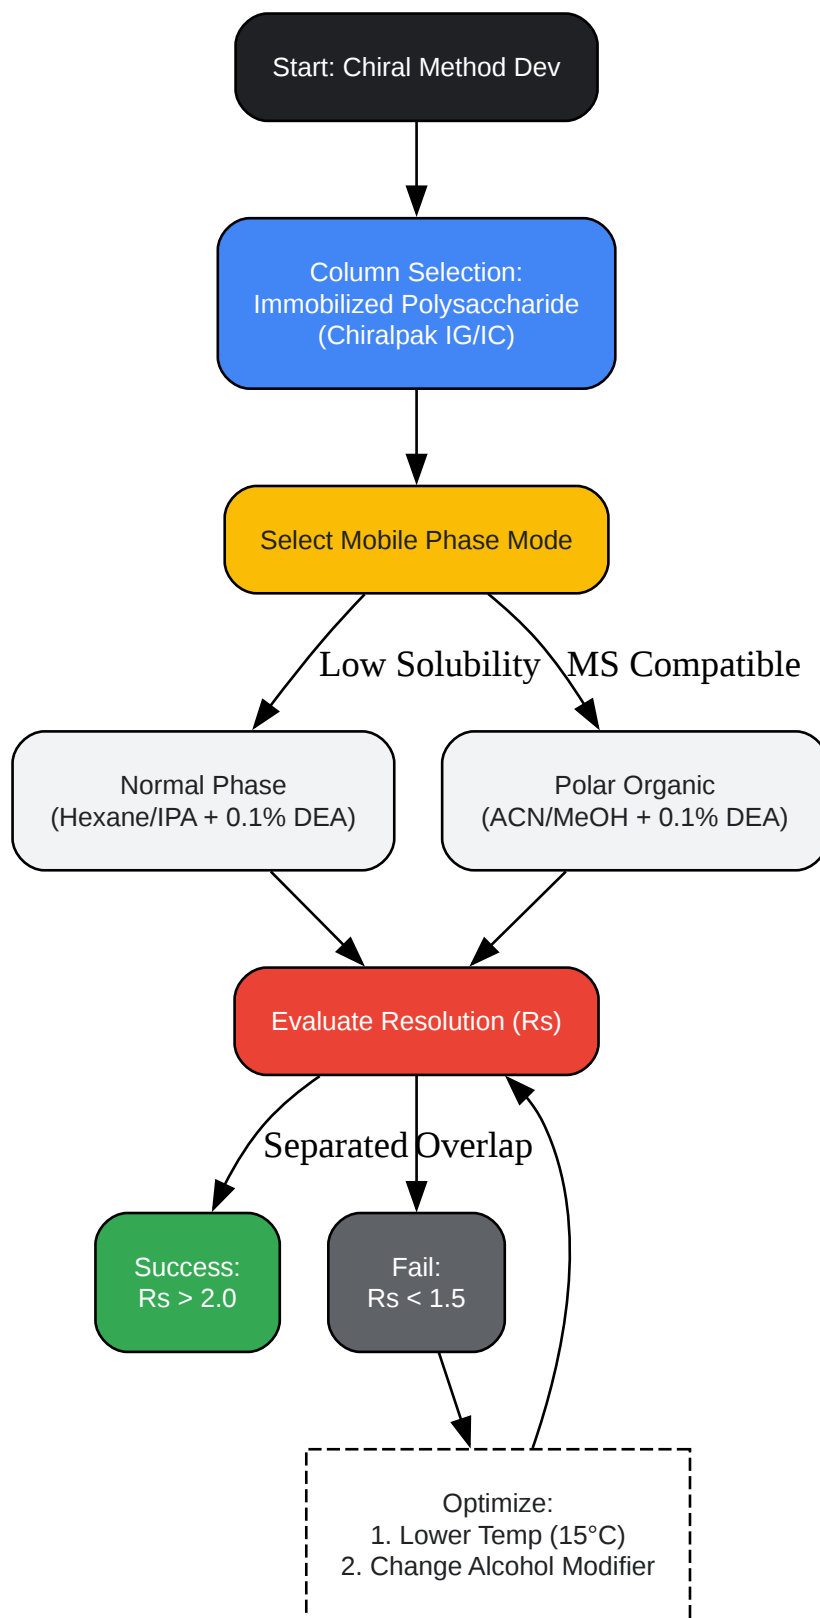 Start: Chiral Method Dev
Column Selection:
Immobilized Polysaccharide
(Chiralpak IG/IC)
Select Mobile Phase Mode
Low Solubility
MS Compatible
Normal Phase
(Hexane/IPA + 0.1% DEA)
Polar Organic
(ACN/MeOH + 0.1% DEA)
Evaluate Resolution (Rs)
Separated
Overlap
Success:
Rs > 2.0
Fail:
Rs < 1.5
Optimize:
1. Lower Temp (15°C)
2. Change Alcohol Modifier